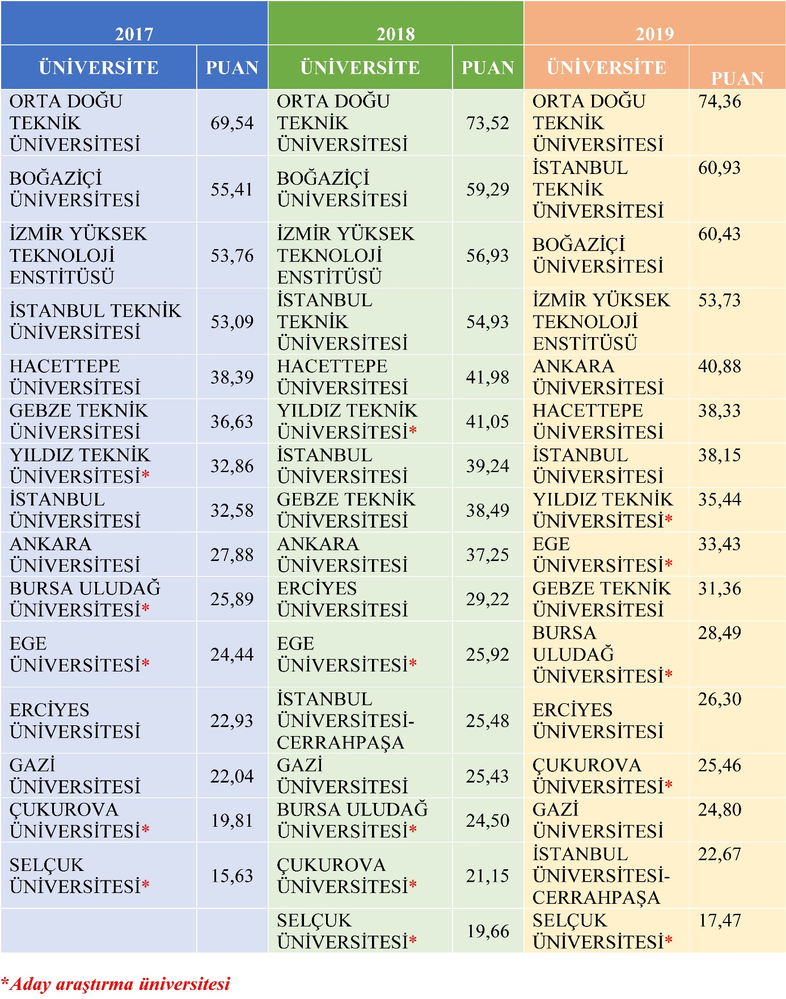 2017 2018 2019
ÜNİVERSİTE PUAN ÜNİVERSİTE PUAN ÜNİVERSİTE PUAN
ORTA DOĞU
TEKNİK
ÜNİVERSİTESİ
69,54
ORTA DOĞU
TEKNİK
ÜNİVERSİTESİ
73,52
ORTA DOĞU
TEKNİK
ÜNİVERSİTESİ
74,36
BOĞAZİÇİ
ÜNİVERSİTESİ
55,41
BOĞAZİÇİ
ÜNİVERSİTESİ
59,29
İSTANBUL
TEKNİK
ÜNİVERSİTESİ
60,93
İZMİR YÜKSEK
TEKNOLOJİ
ENSTİTÜSÜ
53,76
İZMİR YÜKSEK
TEKNOLOJİ
ENSTİTÜSÜ
56,93
BOĞAZİÇİ
ÜNİVERSİTESİ
60,43
İSTANBUL TEKNİK
ÜNİVERSİTESİ
53,09
İSTANBUL
TEKNİK
ÜNİVERSİTESİ
54,93
İZMİR YÜKSEK
TEKNOLOJİ
ENSTİTÜSÜ
53,73
HACETTEPE
ÜNİVERSİTESİ
38,39
HACETTEPE
ÜNİVERSİTESİ
41,98
ANKARA
ÜNİVERSİTESİ
40,88
GEBZE TEKNİK
ÜNİVERSİTESİ
36,63
YILDIZ TEKNİK
ÜNİVERSİTESİ*
41,05
HACETTEPE
ÜNİVERSİTESİ
38,33
YILDIZ TEKNİK
ÜNİVERSİTESİ*
32,86
İSTANBUL
ÜNİVERSİTESİ
39,24
İSTANBUL
ÜNİVERSİTESİ
38,15
İSTANBUL
ÜNİVERSİTESİ
32,58
GEBZE TEKNİK
ÜNİVERSİTESİ
38,49
YILDIZ TEKNİK
ÜNİVERSİTESİ*
35,44
ANKARA
ÜNİVERSİTESİ
27,88
ANKARA
ÜNİVERSİTESİ
37,25
EGE
ÜNİVERSİTESİ*
33,43
BURSA ULUDAĞ
ÜNİVERSİTESİ*
25,89
ERCİYES
ÜNİVERSİTESİ
29,22
GEBZE TEKNİK
ÜNİVERSİTESİ
31,36
EGE
ÜNİVERSİTESİ*
24,44
EGE
ÜNİVERSİTESİ*
25,92
BURSA
ULUDAĞ
ÜNİVERSİTESİ*
28,49
ERCİYES
ÜNİVERSİTESİ
22,93
İSTANBUL
ÜNİVERSİTESİ-
CERRAHPAŞA
25,48
ERCİYES
ÜNİVERSİTESİ
26,30
GAZİ
ÜNİVERSİTESİ
22,04
GAZİ
ÜNİVERSİTESİ
25,43
ÇUKUROVA
ÜNİVERSİTESİ*
25,46
ÇUKUROVA
ÜNİVERSİTESİ*
19,81
BURSA ULUDAĞ
ÜNİVERSİTESİ*
24,50
GAZİ
ÜNİVERSİTESİ
24,80
SELÇUK
ÜNİVERSİTESİ*
15,63
ÇUKUROVA
ÜNİVERSİTESİ*
21,15
İSTANBUL
ÜNİVERSİTESİ-
CERRAHPAŞA
22,67
SELÇUK
ÜNİVERSİTESİ*
19,66
SELÇUK
ÜNİVERSİTESİ*
17,47
*Aday araştırma üniversitesi